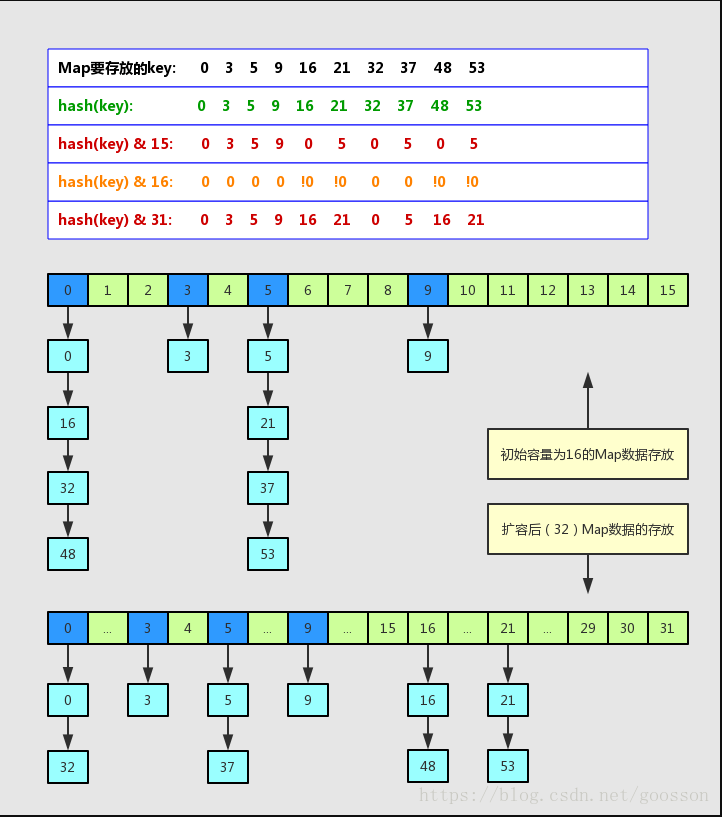 Map要存放的key: 0 3 5 9 16 21 32 37 48 53
hash(key): 0 3 5 9 16 21 32 37 48 53
hash(key) & 15: 0 3 5 9 0 5 0 5 0 5
hash(key) & 16: 0 0 0 0 !0 !0 0 0 !0 !0
hash(key) & 31: 0 3 5 9 16 21 0 5 16 21
0 1 2 3 4 5 6 7 8 9 10 11 12 13 14 15
0 3 5 9
16 21
初始容量为16的Map数据存放
32 37
扩容后（32）Map数据的存放
48 53
0 ... 3 4 5 ... 9 ... 15 16 ... 21 ... 29 30 31
0 3 5 9 16 21
32 37 48 53
https://blog.csdn.net/goosson